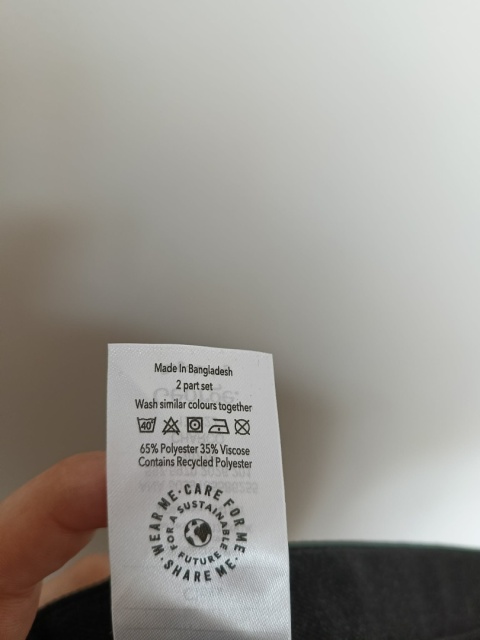 Made In Bangladesh
2 part set
Wash similar colours together
40°
65% Polyester 35% Viscose
Contains Recycled Polyester
WEAR ME · CARE FOR ME · SHARE ME ·
FOR A SUSTAINABLE FUTURE